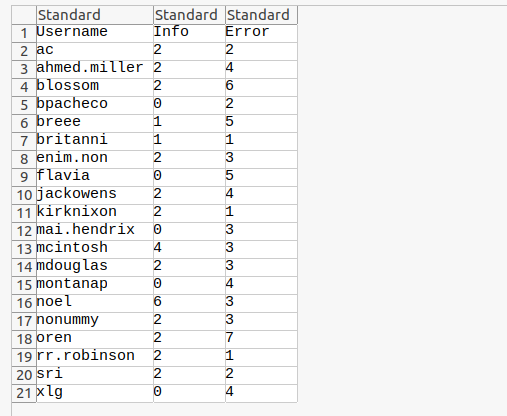 Standard Standard Standard
1 Username Info Error
2 ac 2 2
3 ahmed.miller 2 4
4 blossom 2 6
5 bpacheco 0 2
6 breee 1 5
7 britanni 1 1
8 enim.non 2 3
9 flavia 0 5
10 jackowens 2 4
11 kirknixon 2 1
12 mai.hendrix 0 3
13 mcintosh 4 3
14 mdouglas 2 3
15 montanap 0 4
16 noel 6 3
17 nonummy 2 3
18 oren 2 7
19 rr.robinson 2 1
20 sri 2 2
21 xlg 0 4